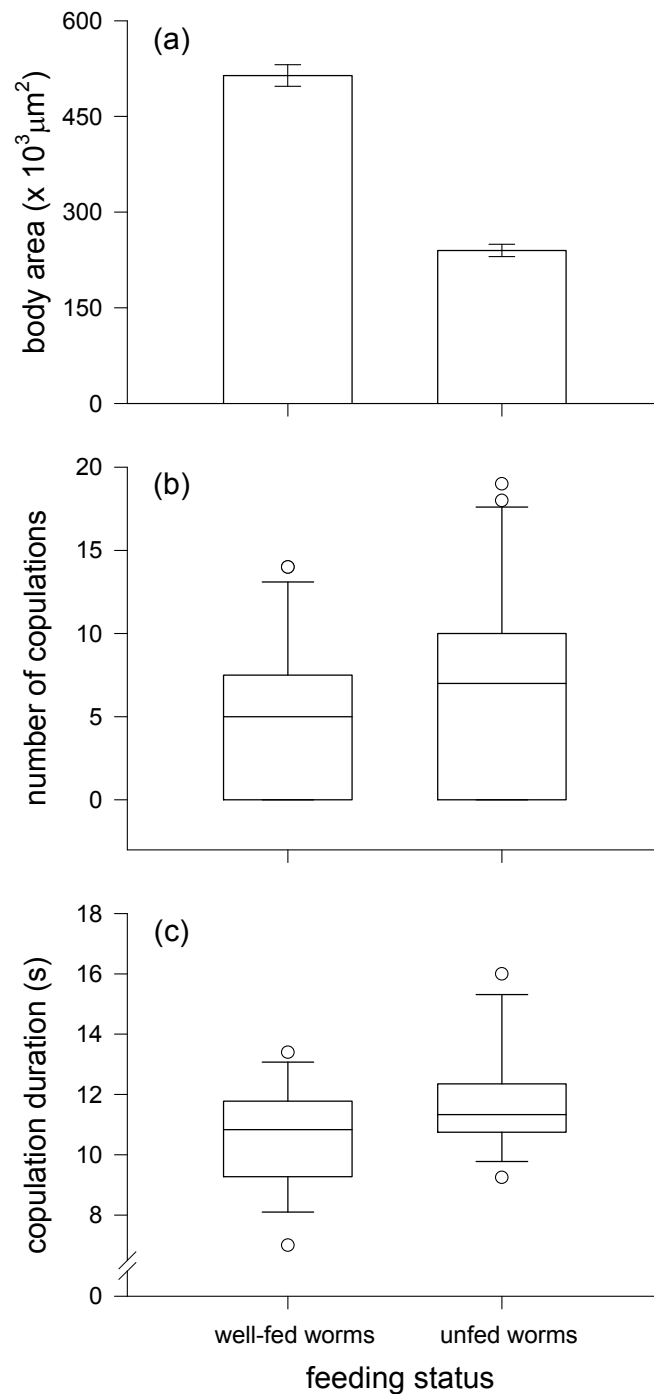 (a)
body area (x 10³μm²)
600
450
300
150
0
(b)
number of copulations
20
15
10
5
0
(c)
copulation duration (s)
18
16
14
12
10
8
0
well-fed worms
unfed worms
feeding status